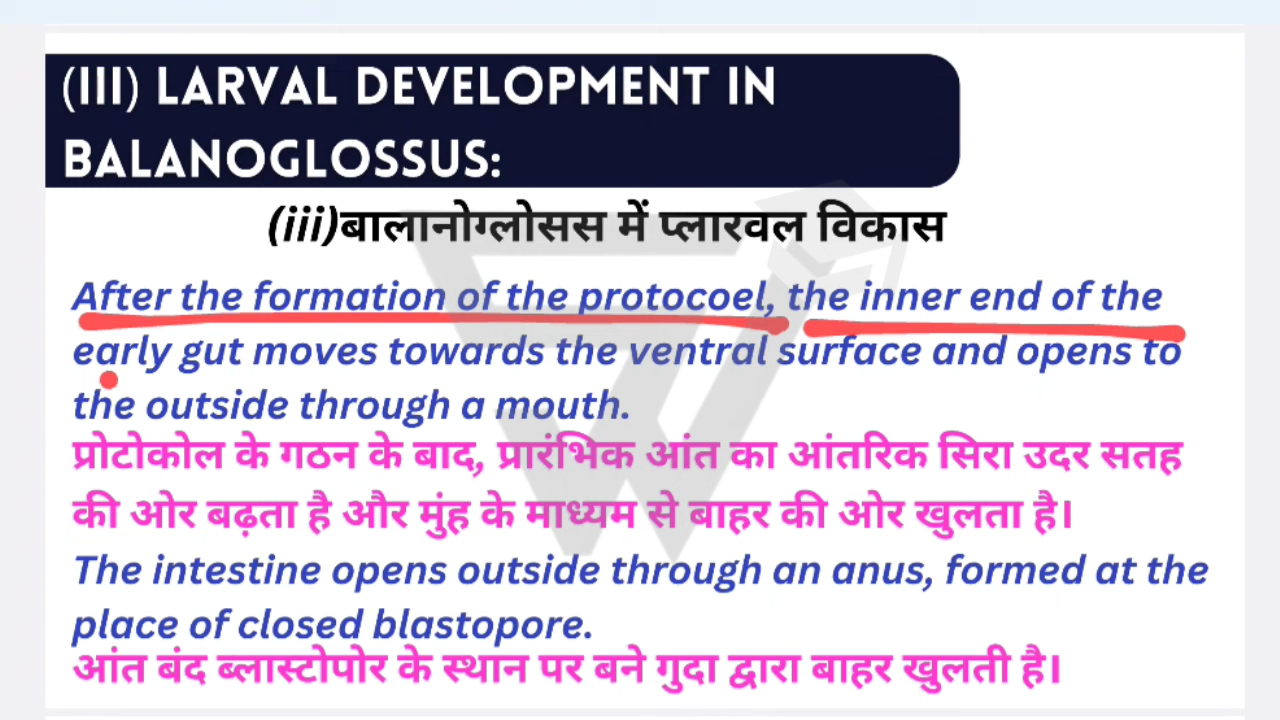 (III) LARVAL DEVELOPMENT IN
BALANOGLOSSUS:
(iii)बालानोग्लोसस में प्लारवल विकास
After the formation of the protocoel, the inner end of the
early gut moves towards the ventral surface and opens to
the outside through a mouth.
प्रोटोकोल के गठन के बाद, प्रारंभिक आंत का आंतरिक सिरा उदर सतह
की ओर बढ़ता है और मुंह के माध्यम से बाहर की ओर खुलता है।
The intestine opens outside through an anus, formed at the
place of closed blastopore.
आंत बंद ब्लास्टोपोर के स्थान पर बने गुदा द्वारा बाहर खुलती है।